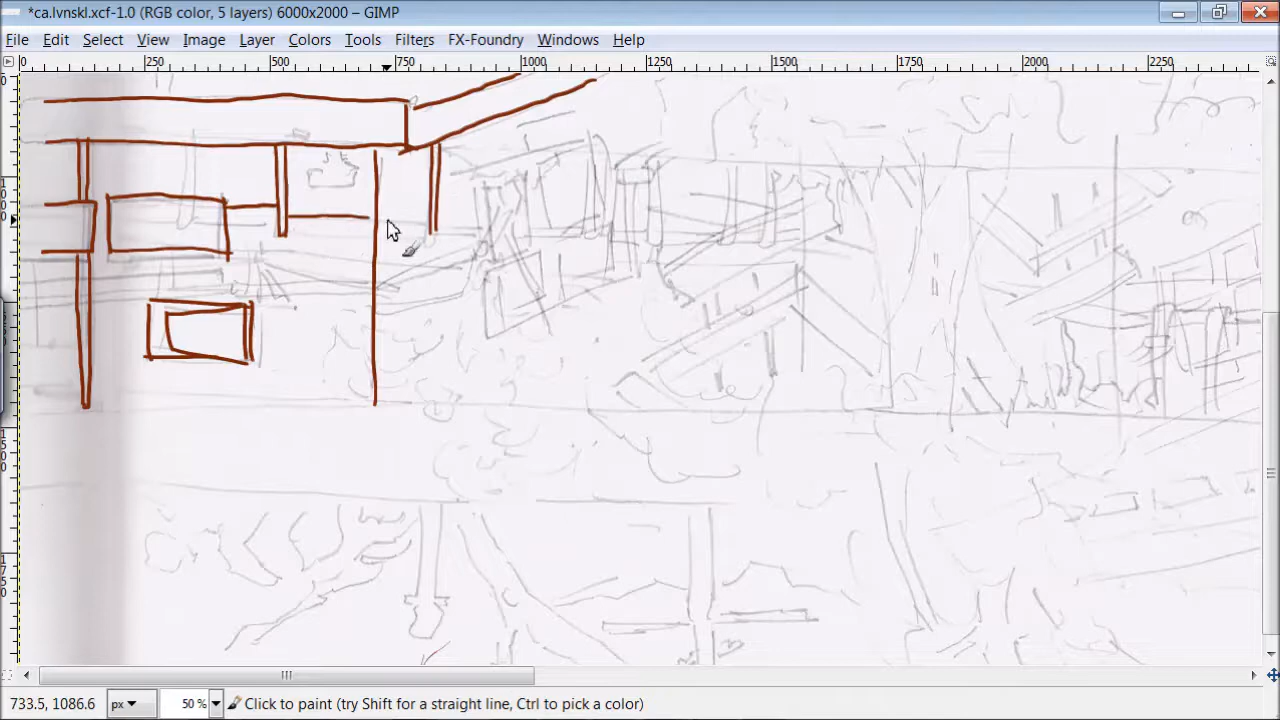 *ca.lvnskl.xcf-1.0 (RGB color, 5 layers) 6000x2000 – GIMP
File Edit Select View Image Layer Colors Tools Filters FX-Foundry Windows Help
0 250 500 750 1000 1250 1500 1750 2000 2250
733.5, 1086.6 px 50 % Click to paint (try Shift for a straight line, Ctrl to pick a color)